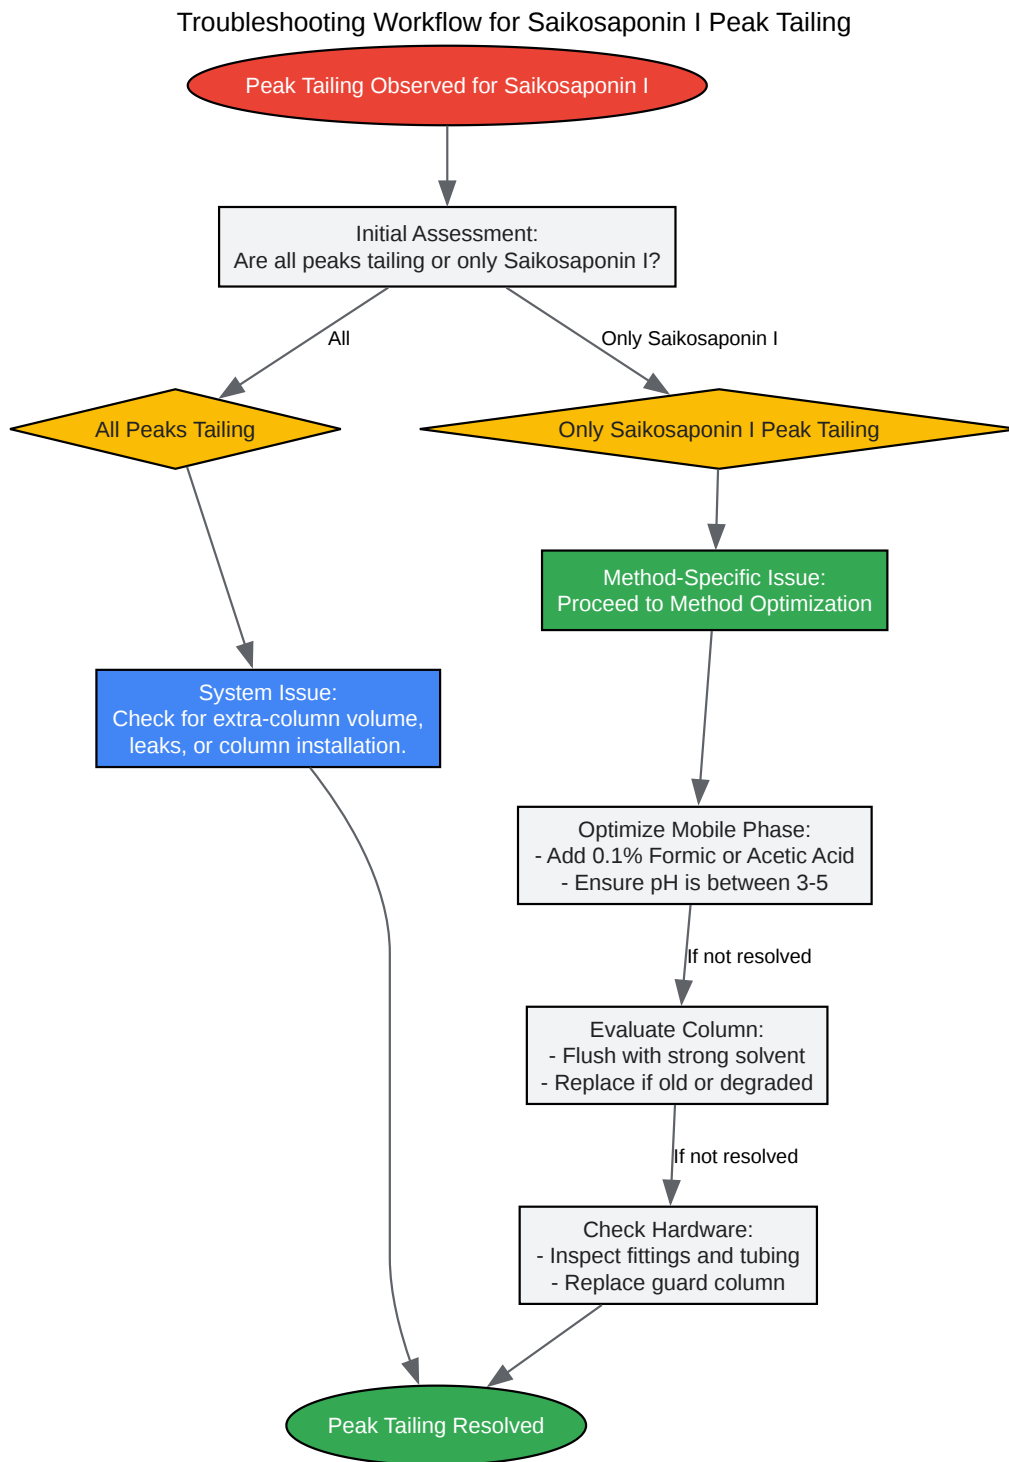 Troubleshooting Workflow for Saikosaponin I Peak Tailing
Peak Tailing Observed for Saikosaponin I
Initial Assessment:
Are all peaks tailing or only Saikosaponin I?
All
Only Saikosaponin I
All Peaks Tailing
Only Saikosaponin I Peak Tailing
Method-Specific Issue:
Proceed to Method Optimization
System Issue:
Check for extra-column volume,
leaks, or column installation.
Optimize Mobile Phase:
- Add 0.1% Formic or Acetic Acid
- Ensure pH is between 3-5
If not resolved
Evaluate Column:
- Flush with strong solvent
- Replace if old or degraded
If not resolved
Check Hardware:
- Inspect fittings and tubing
- Replace guard column
Peak Tailing Resolved